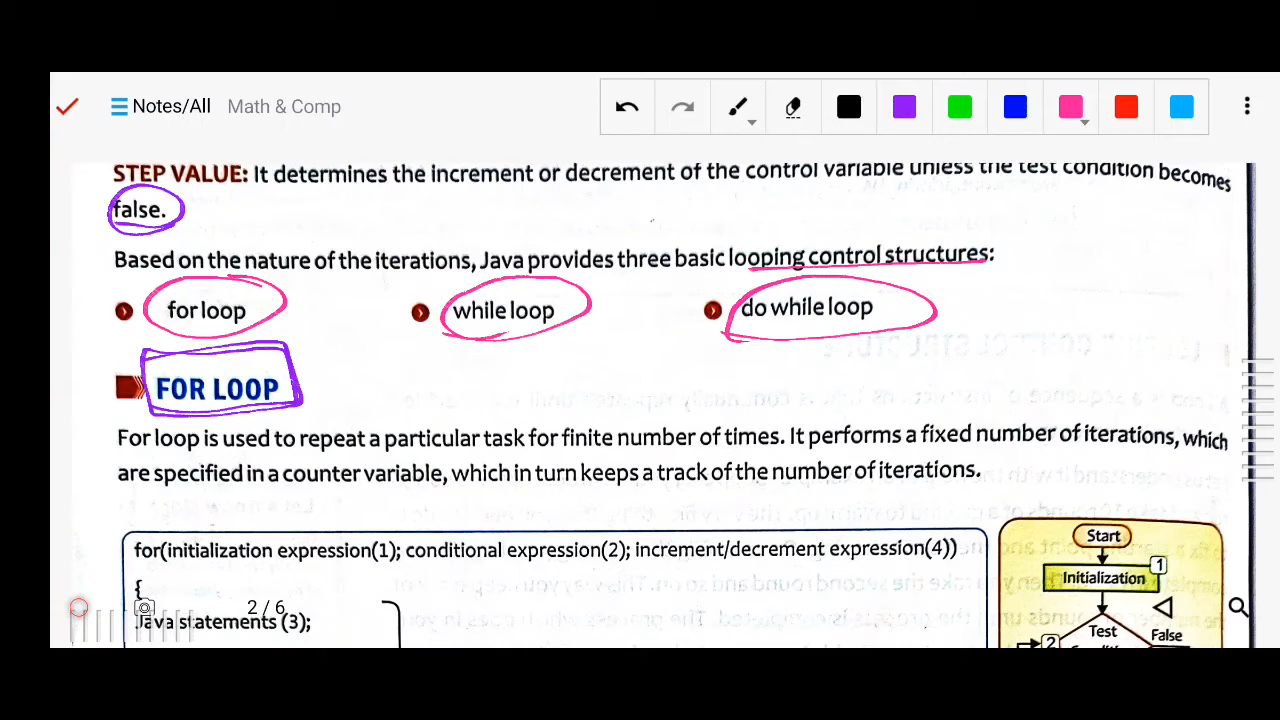 Notes/All Math & Comp
STEP VALUE: It determines the increment or decrement of the control variable unless the test condition becomes
false.
Based on the nature of the iterations, Java provides three basic looping control structures:
for loop while loop do while loop
FOR LOOP
For loop is used to repeat a particular task for finite number of times. It performs a fixed number of iterations, which
are specified in a counter variable, which in turn keeps a track of the number of iterations.
for(initialization expression(1); conditional expression(2); increment/decrement expression(4))
{
Java statements (3);
2 / 6
Start
Initialization 1
2 Test False